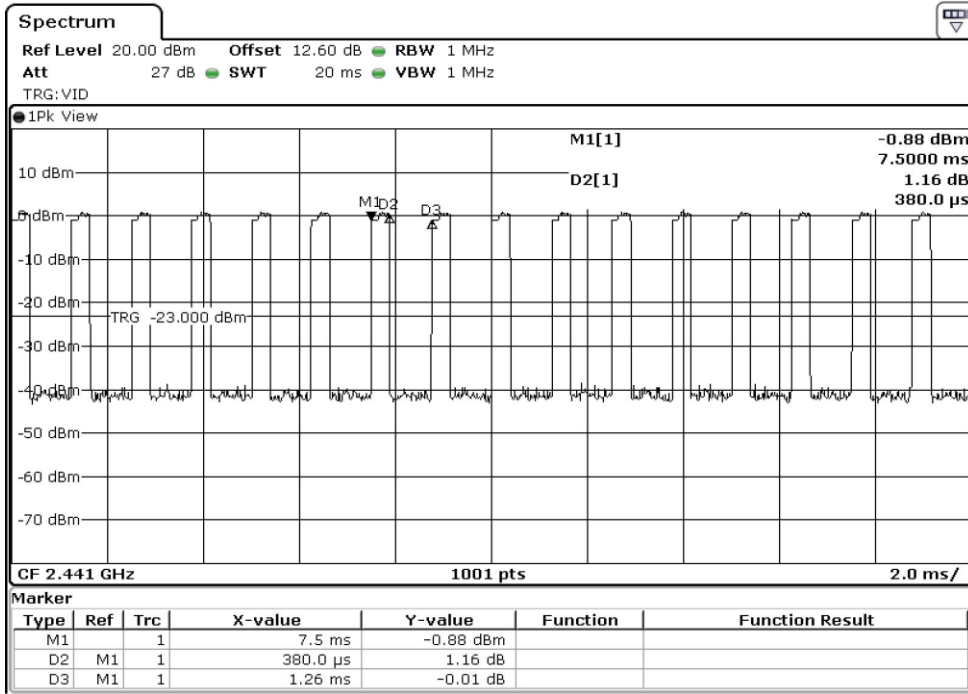 Spectrum
Ref Level 20.00 dBm Offset 12.60 dB RBW 1 MHz
Att 27 dB SWT 20 ms VBW 1 MHz
TRG:VID
1Pk View
M1[1] -0.88 dBm
7.5000 ms
10 dBm
D2[1] 1.16 dB
380.0 µs
M1 D2 D3
0 dBm
-10 dBm
-20 dBm
TRG -23.000 dBm
-30 dBm
-40 dBm
-50 dBm
-60 dBm
-70 dBm
CF 2.441 GHz 1001 pts 2.0 ms/
Marker
Type Ref Trc X-value Y-value Function Function Result
M1 1 7.5 ms -0.88 dBm
D2 M1 1 380.0 µs 1.16 dB
D3 M1 1 1.26 ms -0.01 dB